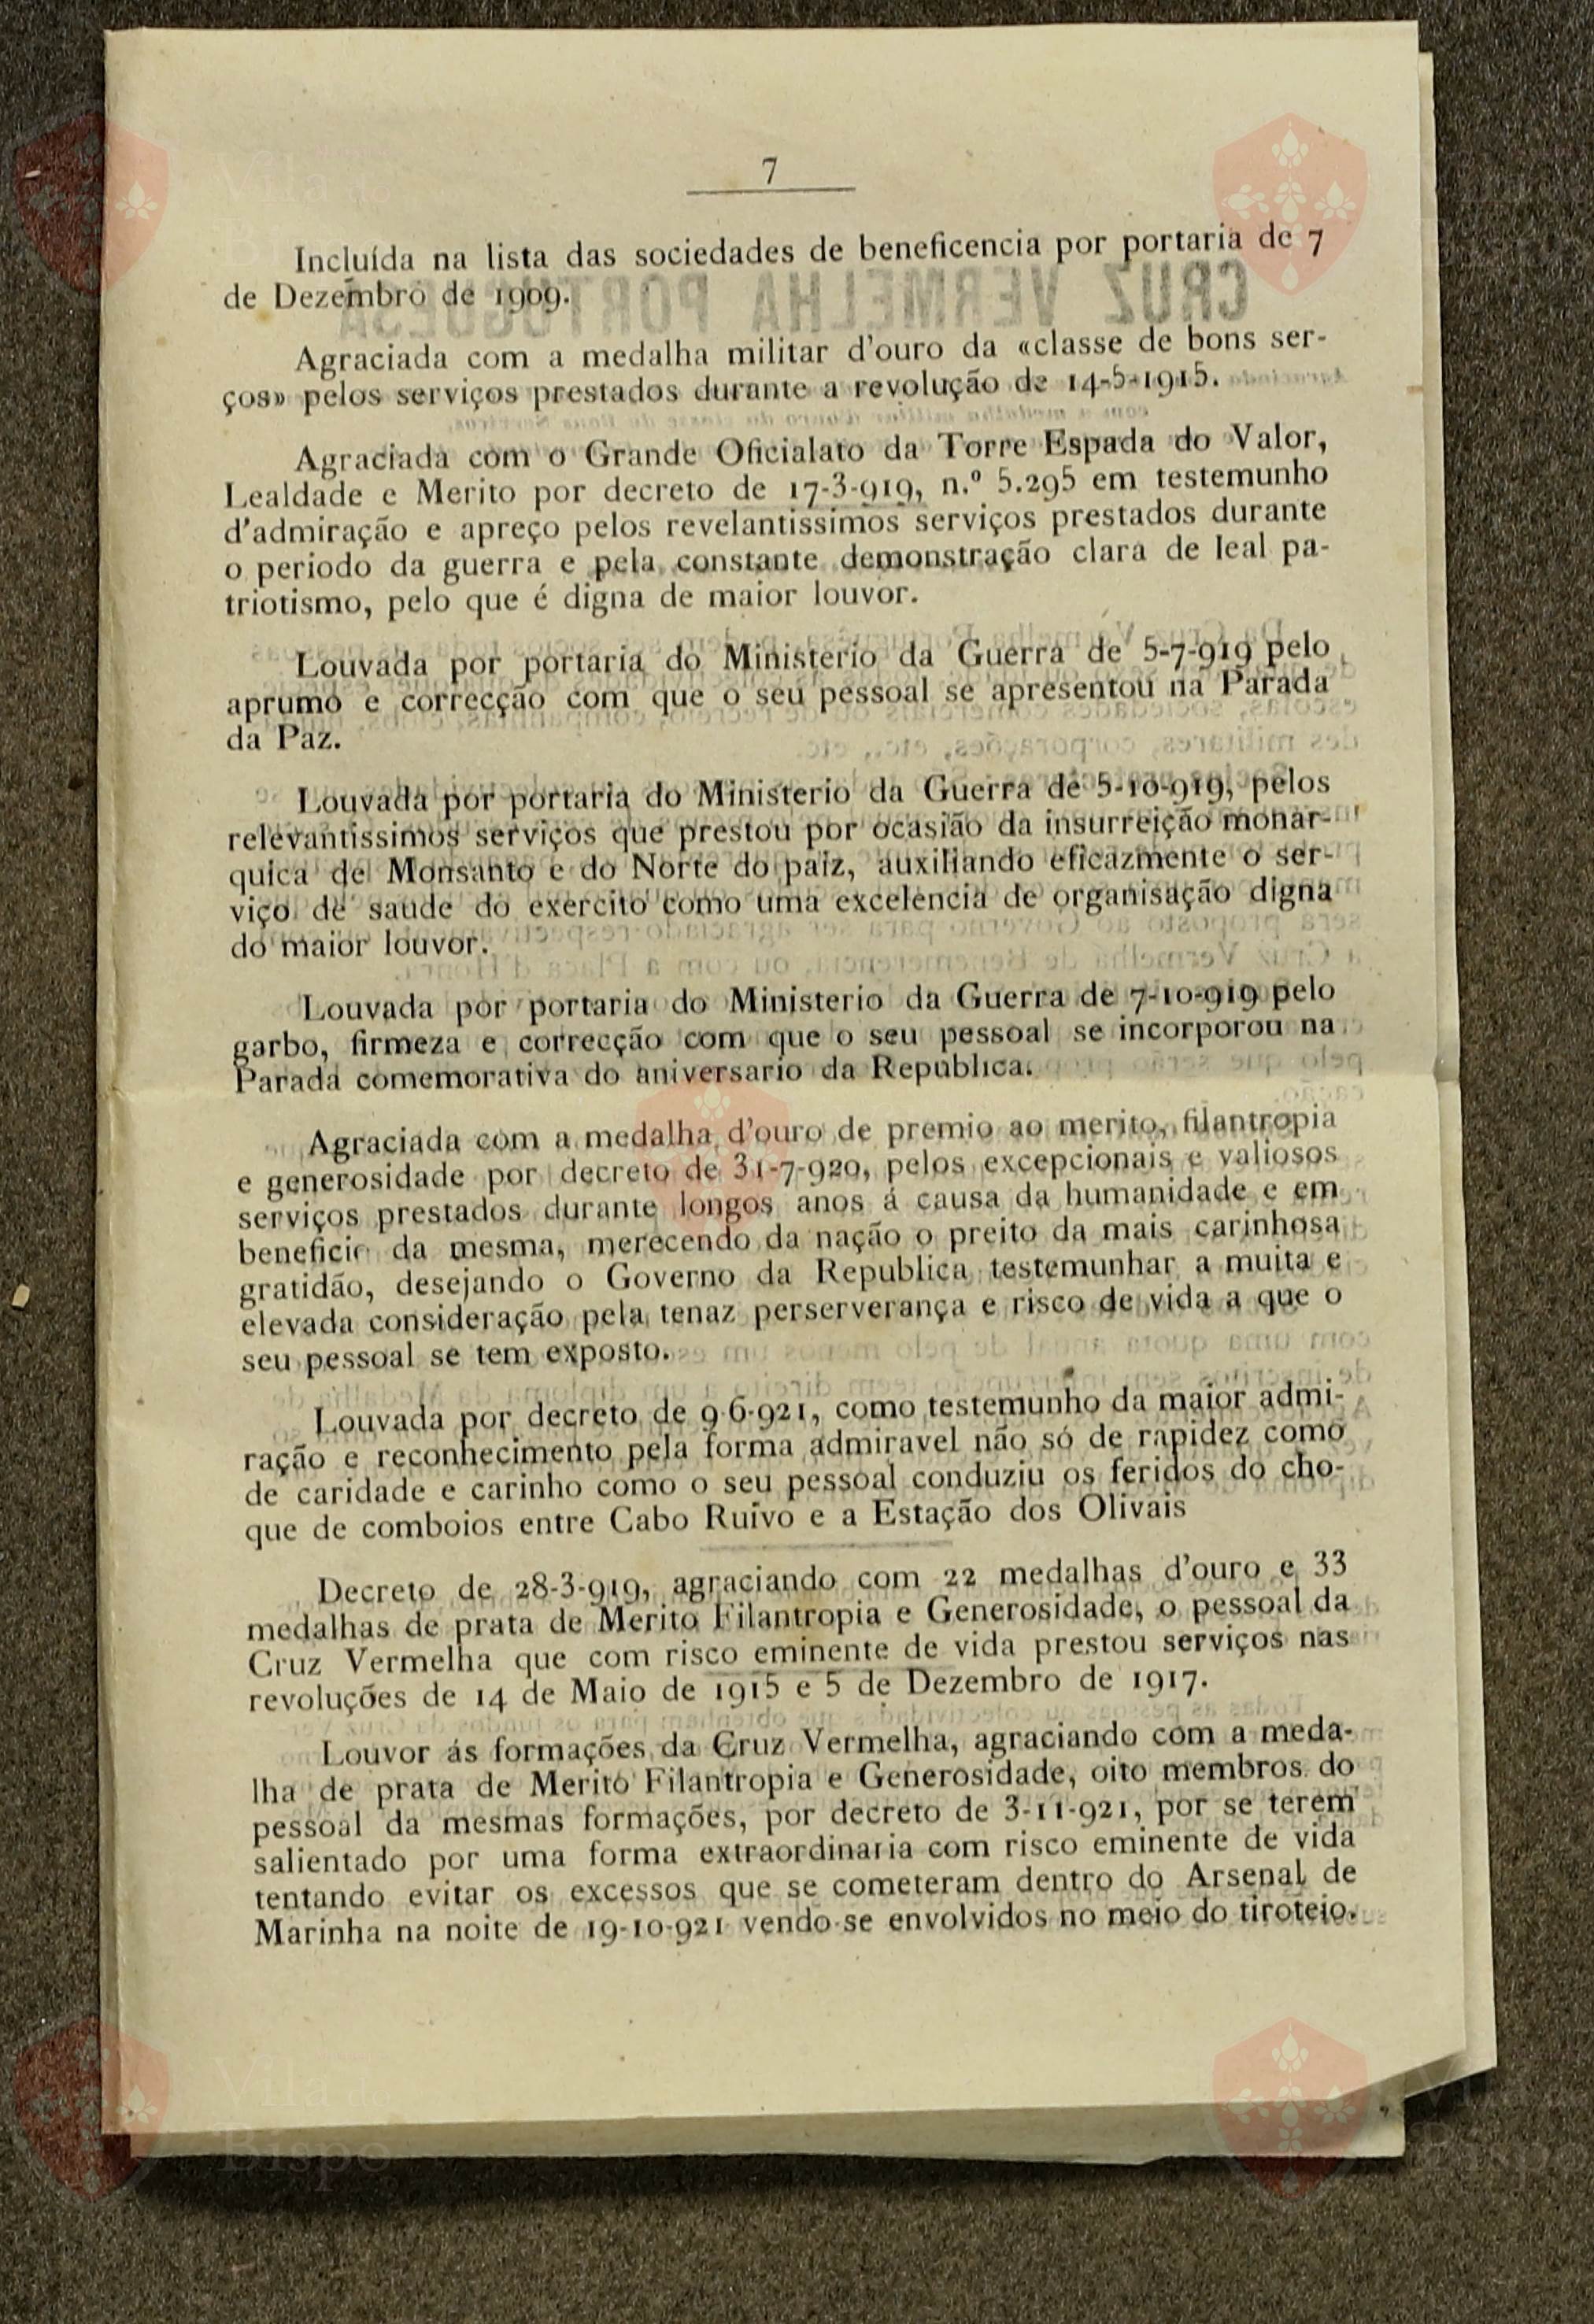 7
Incluída na lista das sociedades de beneficencia por portaria de 7
de Dezembro de 1909.
Agraciada com a medalha militar d'ouro da «classe de bons ser-
ços» pelos serviços prestados durante a revolução de 14-5-1915.
Agraciada com o Grande Oficialato da Torre Espada do Valor,
Lealdade e Merito por decreto de 17-3-919, n.º 5.295 em testemunho
d'admiração e apreço pelos revelantissimos serviços prestados durante
o periodo da guerra e pela constante demonstração clara de leal pa-
triotismo, pelo que é digna de maior louvor.
Louvada por portaria do Ministerio da Guerra de 5-7-919 pelo
aprumo e correcção com que o seu pessoal se apresentou na Parada
da Paz.
Louvada por portaria do Ministerio da Guerra de 5-10-919, pelos
relevantissimos serviços que prestou por ocasião da insurreição monar-
quica de Monsanto e do Norte do paiz, auxiliando eficazmente o ser-
viço de saude do exercito como uma excelencia de organisação digna
do maior louvor.
Louvada por portaria do Ministerio da Guerra de 7-10-919 pelo
garbo, firmeza e correcção com que o seu pessoal se incorporou na
Parada comemorativa do aniversario da Republica.
Agraciada com a medalha d'ouro de premio ao merito, filantropia
e generosidade por decreto de 31-7-920, pelos excepcionais e valiosos
serviços prestados durante longos anos á causa da humanidade e em
beneficio da mesma, merecendo da nação o preito da mais carinhosa
gratidão, desejando o Governo da Republica testemunhar a muita e
elevada consideração pela tenaz perserverança e risco de vida a que o
seu pessoal se tem exposto.
Louvada por decreto de 9-6-921, como testemunho da maior admi-
ração e reconhecimento pela forma admiravel não só de rapidez como
de caridade e carinho como o seu pessoal conduziu os feridos do cho-
que de comboios entre Cabo Ruivo e a Estação dos Olivais
Decreto de 28-3-919, agraciando com 22 medalhas d'ouro e 33
medalhas de prata de Merito Filantropia e Generosidade, o pessoal da
Cruz Vermelha que com risco eminente de vida prestou serviços nas
revoluções de 14 de Maio de 1915 e 5 de Dezembro de 1917.
Louvor ás formações da Cruz Vermelha, agraciando com a meda-
lha de prata de Merito Filantropia e Generosidade, oito membros do
pessoal da mesmas formações, por decreto de 3-11-921, por se terem
salientado por uma forma extraordinaria com risco eminente de vida
tentando evitar os excessos que se cometeram dentro do Arsenal de
Marinha na noite de 19-10-921 vendo-se envolvidos no meio do tiroteio.
Vila do
Bispo